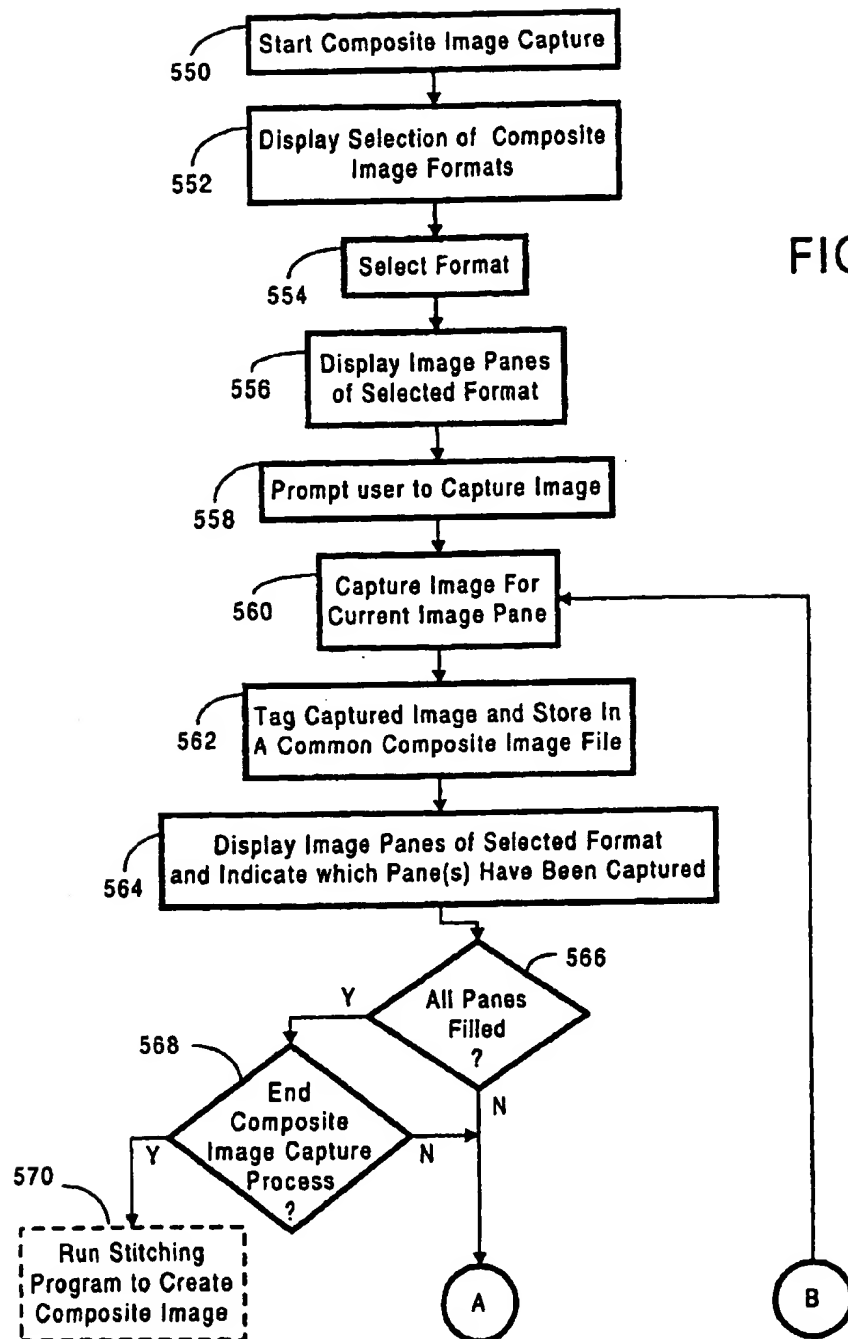 550
Start Composite Image Capture
552
Display Selection of Composite
Image Formats
FIG
554
Select Format
556
Display Image Panes
of Selected Format
558
Prompt user to Capture Image
560
Capture Image For
Current Image Pane
562
Tag Captured Image and Store In
A Common Composite Image File
564
Display Image Panes of Selected Format
and Indicate which Pane(s) Have Been Captured
566
All Panes
Filled
?
Y
N
568
End
Composite
Image Capture
Process
?
Y
N
570
Run Stitching
Program to Create
Composite Image
A
B